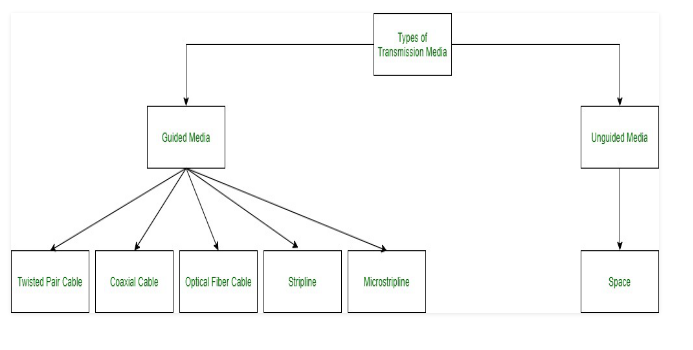 Types of
Transmission Media
Guided Media
Unguided Media
Twisted Pair Cable
Coaxial Cable
Optical Fiber Cable
Stripline
Microstripline
Space